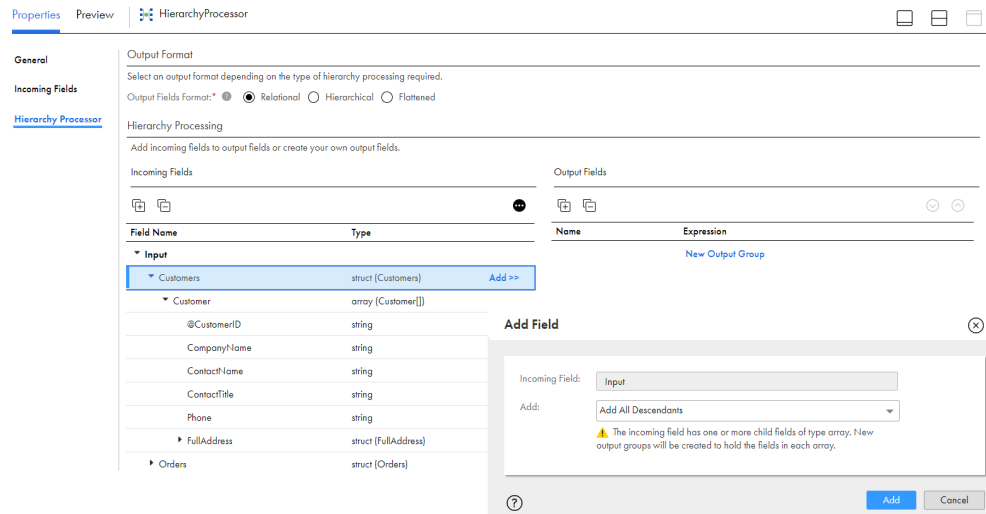 Properties Preview HierarchyProcessor
General
Incoming Fields
Hierarchy Processor
Output Format
Select an output format depending on the type of hierarchy processing required.
Output Fields Format:* ? Relational Hierarchical Flattened
Hierarchy Processing
Add incoming fields to output fields or create your own output fields.
Incoming Fields
Field Name Type
Input
Customers struct (Customers) Add >>
Customer array (Customer[])
@CustomerID string
CompanyName string
ContactName string
ContactTitle string
Phone string
FullAddress struct (FullAddress)
Orders struct (Orders)
Output Fields
Name Expression
New Output Group
Add Field
Incoming Field: Input
Add: Add All Descendants
The incoming field has one or more child fields of type array. New
output groups will be created to hold the fields in each array.
? Add Cancel